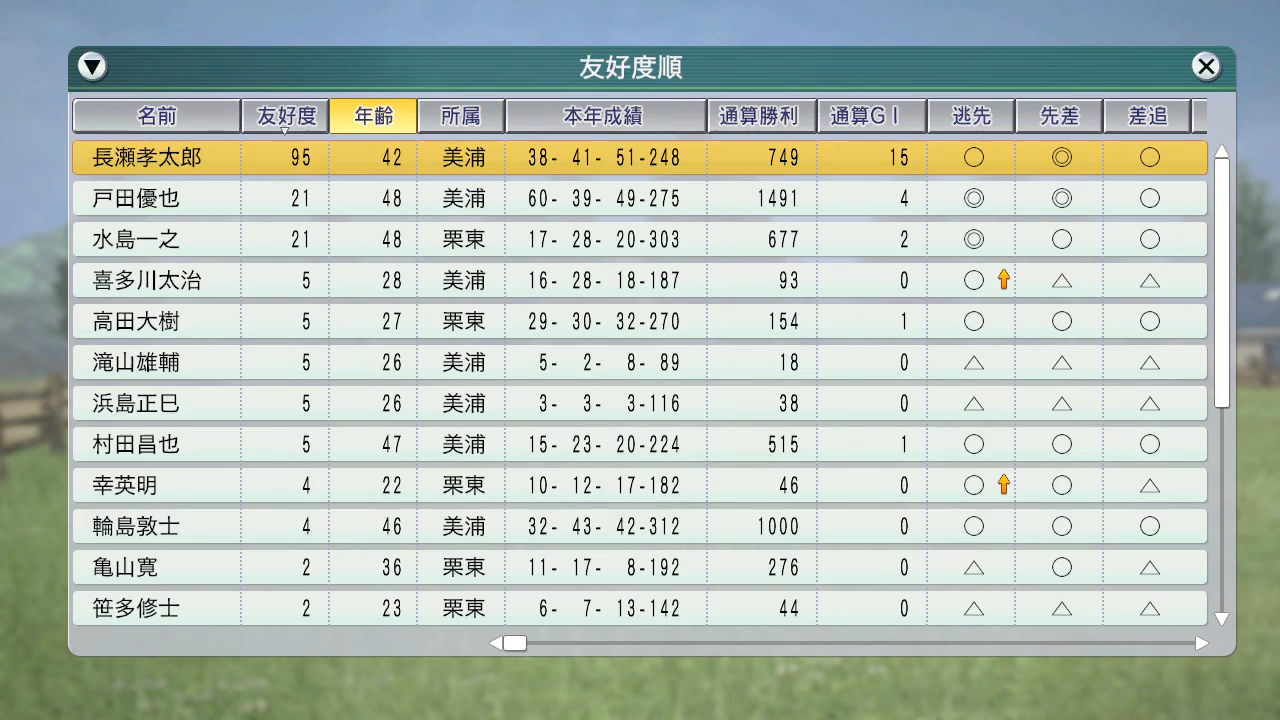 友好度順
名前 友好度 年齢 所属 本年成績 通算勝利 通算GⅠ 逃先 先差 差追
長瀬孝太郎 95 42 美浦 38- 41- 51-248 749 15 ○ ◎ ○
戸田優也 21 48 美浦 60- 39- 49-275 1491 4 ◎ ◎ ○
水島一之 21 48 栗東 17- 28- 20-303 677 2 ◎ ○ ○
喜多川太治 5 28 美浦 16- 28- 18-187 93 0 ○ △ △
高田大樹 5 27 栗東 29- 30- 32-270 154 1 ○ ○ ○
滝山雄輔 5 26 美浦 5- 2- 8- 89 18 0 △ △ △
浜島正巳 5 26 美浦 3- 3- 3-116 38 0 △ △ △
村田昌也 5 47 美浦 15- 23- 20-224 515 1 ○ ○ ○
幸英明 4 22 栗東 10- 12- 17-182 46 0 ○ ○ △
輪島敦士 4 46 美浦 32- 43- 42-312 1000 0 ○ ○ ○
亀山寛 2 36 栗東 11- 17- 8-192 276 0 △ ○ △
笹多修士 2 23 栗東 6- 7- 13-142 44 0 △ △ △